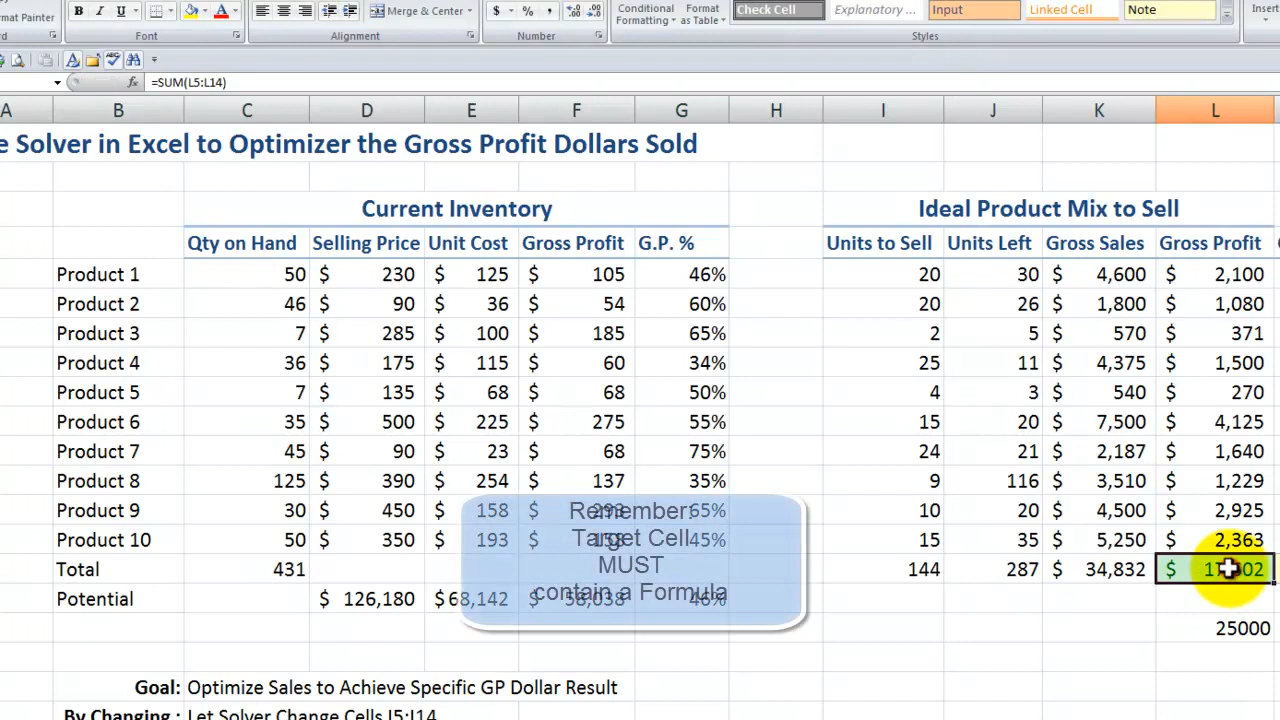 rmat Painter
B I U
Merge & Center
$ % ,
Conditional Formatting
Format as Table
Check Cell
Explanatory ...
Input
Linked Cell
Note
Insert
rd
Font
Alignment
Number
Styles
fx =SUM(L5:L14)
A B C D E F G H I J K L
e Solver in Excel to Optimizer the Gross Profit Dollars Sold
Current Inventory Ideal Product Mix to Sell
Qty on Hand Selling Price Unit Cost Gross Profit G.P. % Units to Sell Units Left Gross Sales Gross Profit
Product 1 50 $ 230 $ 125 $ 105 46% 20 30 $ 4,600 $ 2,100
Product 2 46 $ 90 $ 36 $ 54 60% 20 26 $ 1,800 $ 1,080
Product 3 7 $ 285 $ 100 $ 185 65% 2 5 $ 570 $ 371
Product 4 36 $ 175 $ 115 $ 60 34% 25 11 $ 4,375 $ 1,500
Product 5 7 $ 135 $ 68 $ 68 50% 4 3 $ 540 $ 270
Product 6 35 $ 500 $ 225 $ 275 55% 15 20 $ 7,500 $ 4,125
Product 7 45 $ 90 $ 23 $ 68 75% 24 21 $ 2,187 $ 1,640
Product 8 125 $ 390 $ 254 $ 137 35% 9 116 $ 3,510 $ 1,229
Product 9 30 $ 450 $ 158 $ 293 65% 10 20 $ 4,500 $ 2,925
Product 10 50 $ 350 $ 193 $ 158 45% 15 35 $ 5,250 $ 2,363
Total 431 144 287 $ 34,832 $
Potential $ 126,180 $ 68,142 $ 58,038 46%
Remember:
Target Cell
MUST
contain a Formula
25000
Goal: Optimize Sales to Achieve Specific GP Dollar Result
By Changing : Let Solver Change Cells I5:I14